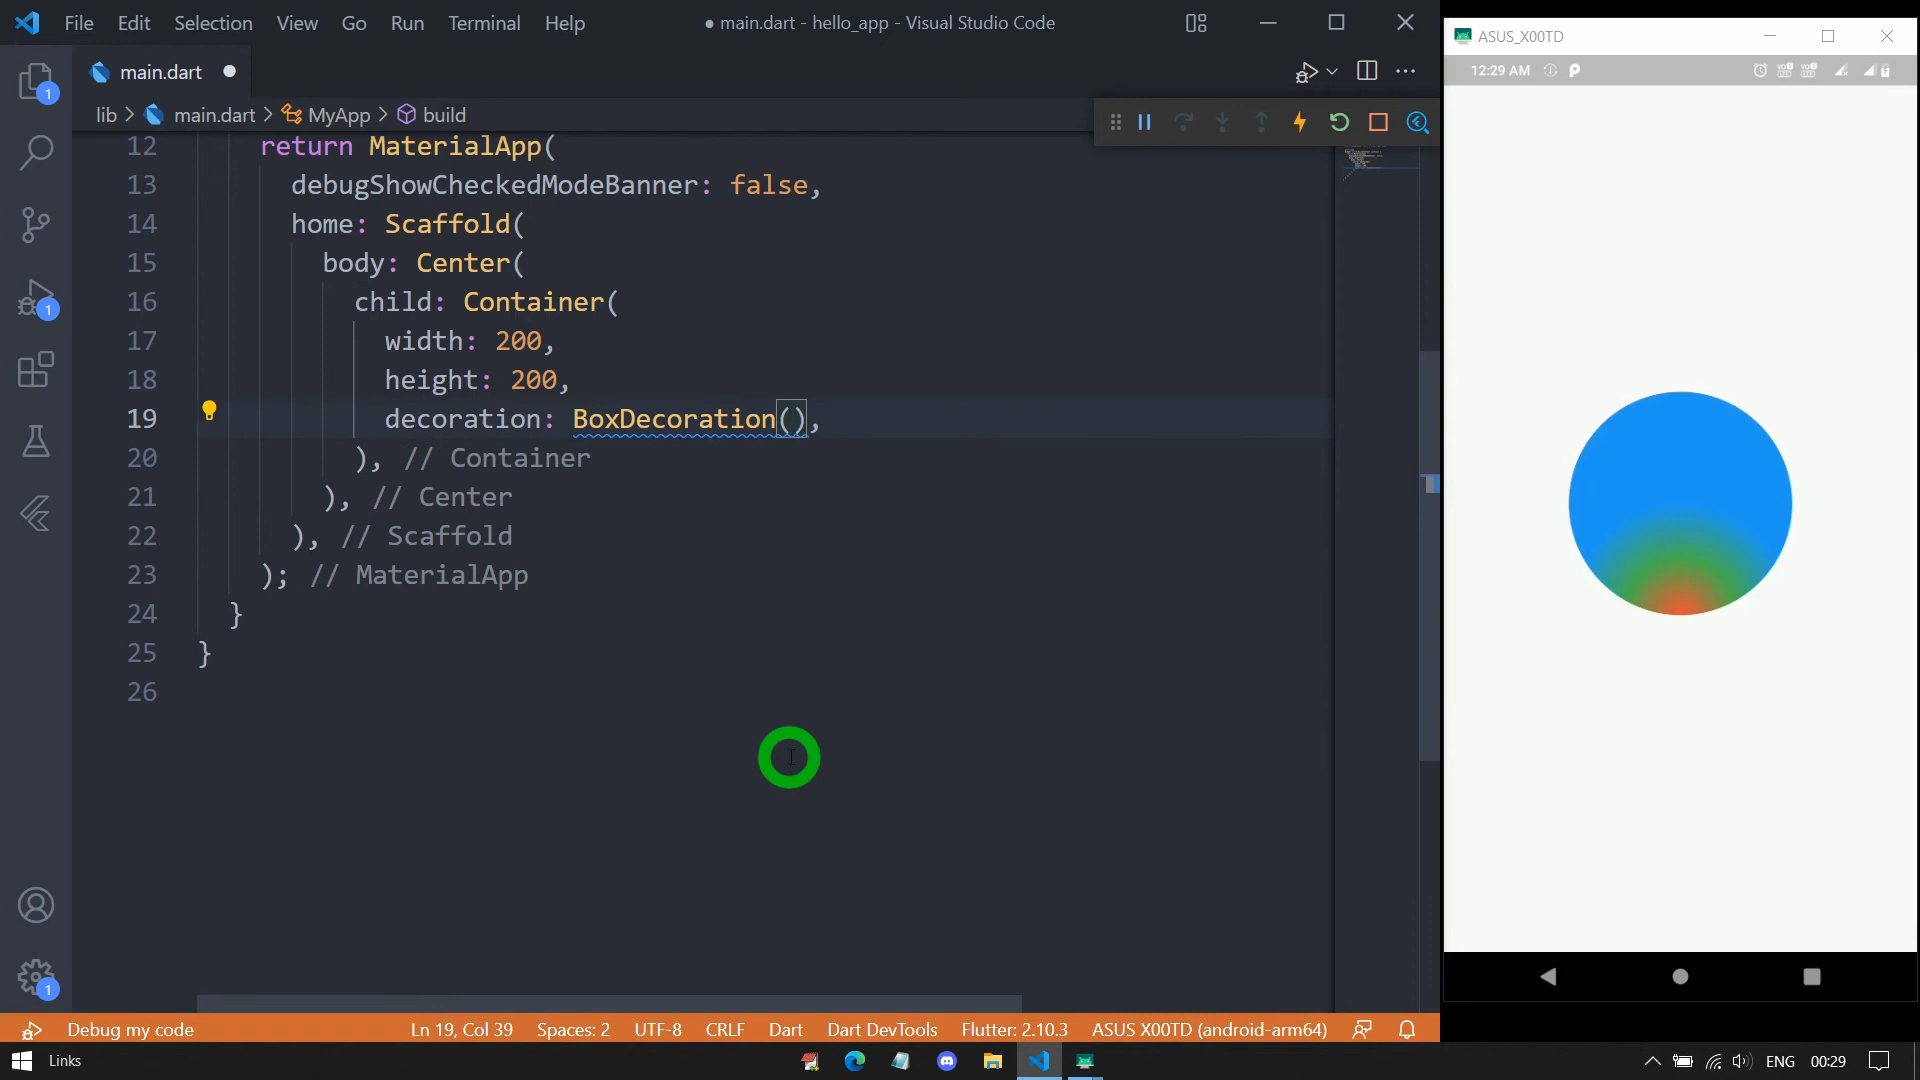 File Edit Selection View Go Run Terminal Help
● main.dart - hello_app - Visual Studio Code
ASUS_X00TD
main.dart
12:29 AM
lib > main.dart > MyApp > build
12 return MaterialApp(
13 debugShowCheckedModeBanner: false,
14 home: Scaffold(
15 body: Center(
16 child: Container(
17 width: 200,
18 height: 200,
19 decoration: BoxDecoration(),
20 ), // Container
21 ), // Center
22 ), // Scaffold
23 ); // MaterialApp
24 }
25 }
26
1
1
1
Debug my code Ln 19, Col 39 Spaces: 2 UTF-8 CRLF Dart Dart DevTools Flutter: 2.10.3 ASUS X00TD (android-arm64)
Links ENG 00:29